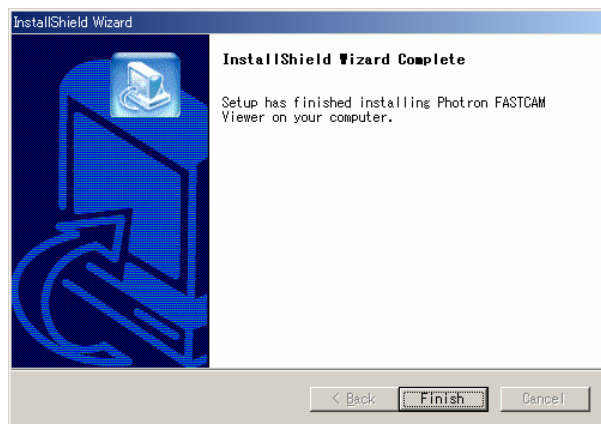 InstallShield Wizard
InstallShield Wizard Complete
Setup has finished installing Photron FASTCAM
Viewer on your computer.
< Back
Finish
Cancel